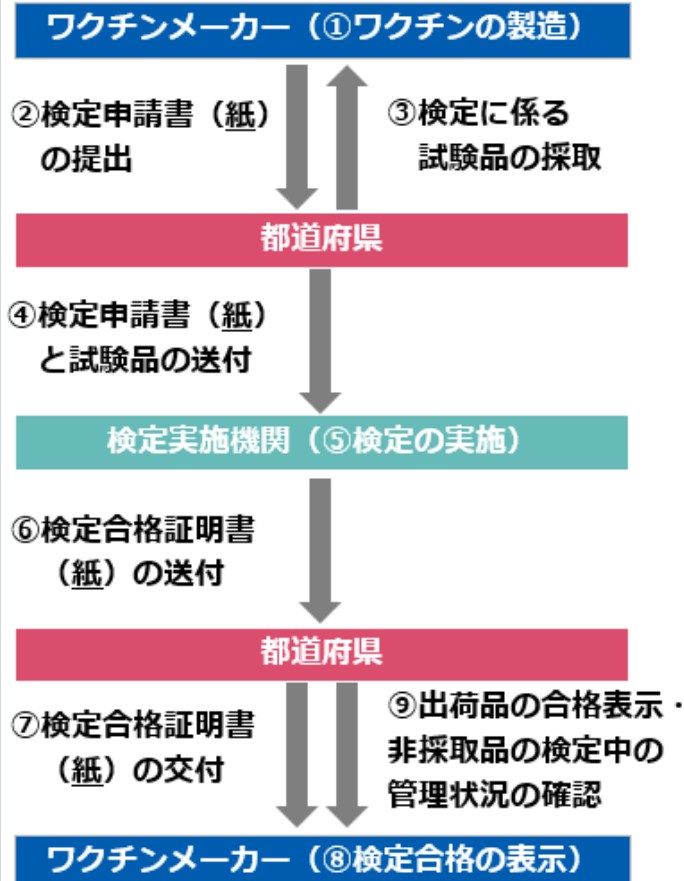 ワクチンメーカー（①ワクチンの製造）
②検定申請書（紙）
の提出
③検定に係る
試験品の採取
都道府県
④検定申請書（紙）
と試験品の送付
検定実施機関（⑤検定の実施）
⑥検定合格証明書
（紙）の送付
都道府県
⑦検定合格証明書
（紙）の交付
⑨出荷品の合格表示・
非採取品の検定中の
管理状況の確認
ワクチンメーカー（⑧検定合格の表示）